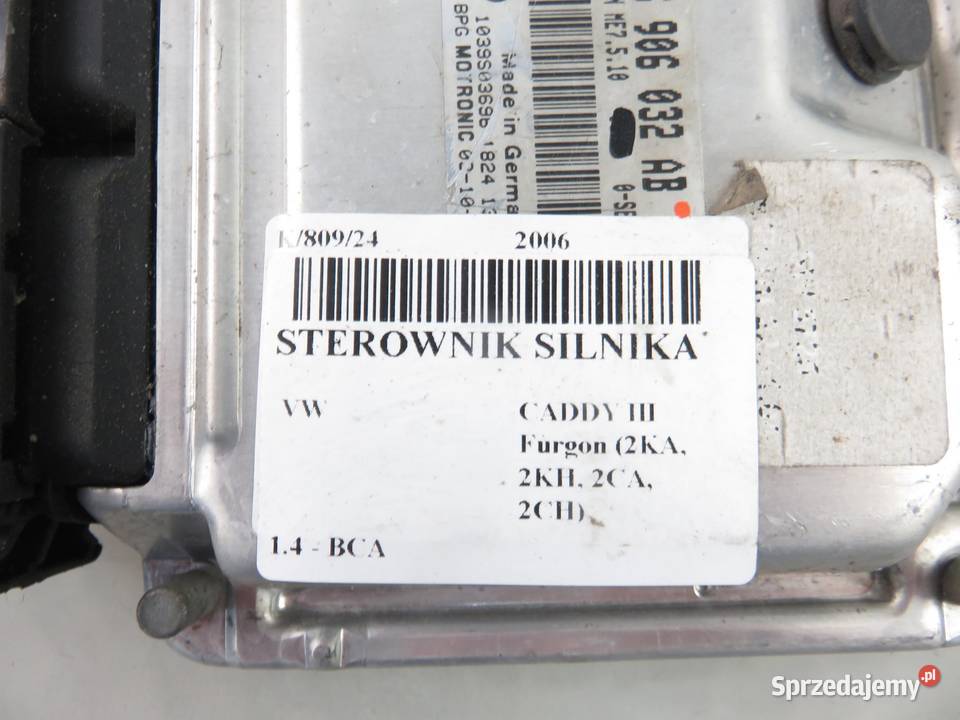 906 032 AB
ME7.5.10
Made in Germa
1039S03696 1824
BPG MOTRONIC
K/809/24 2006
STEROWNIK SILNIKA
VW CADDY III
Furgon (2KA,
2KH, 2CA,
2CH)
1.4 - BCA
Sprzedajemy.pl